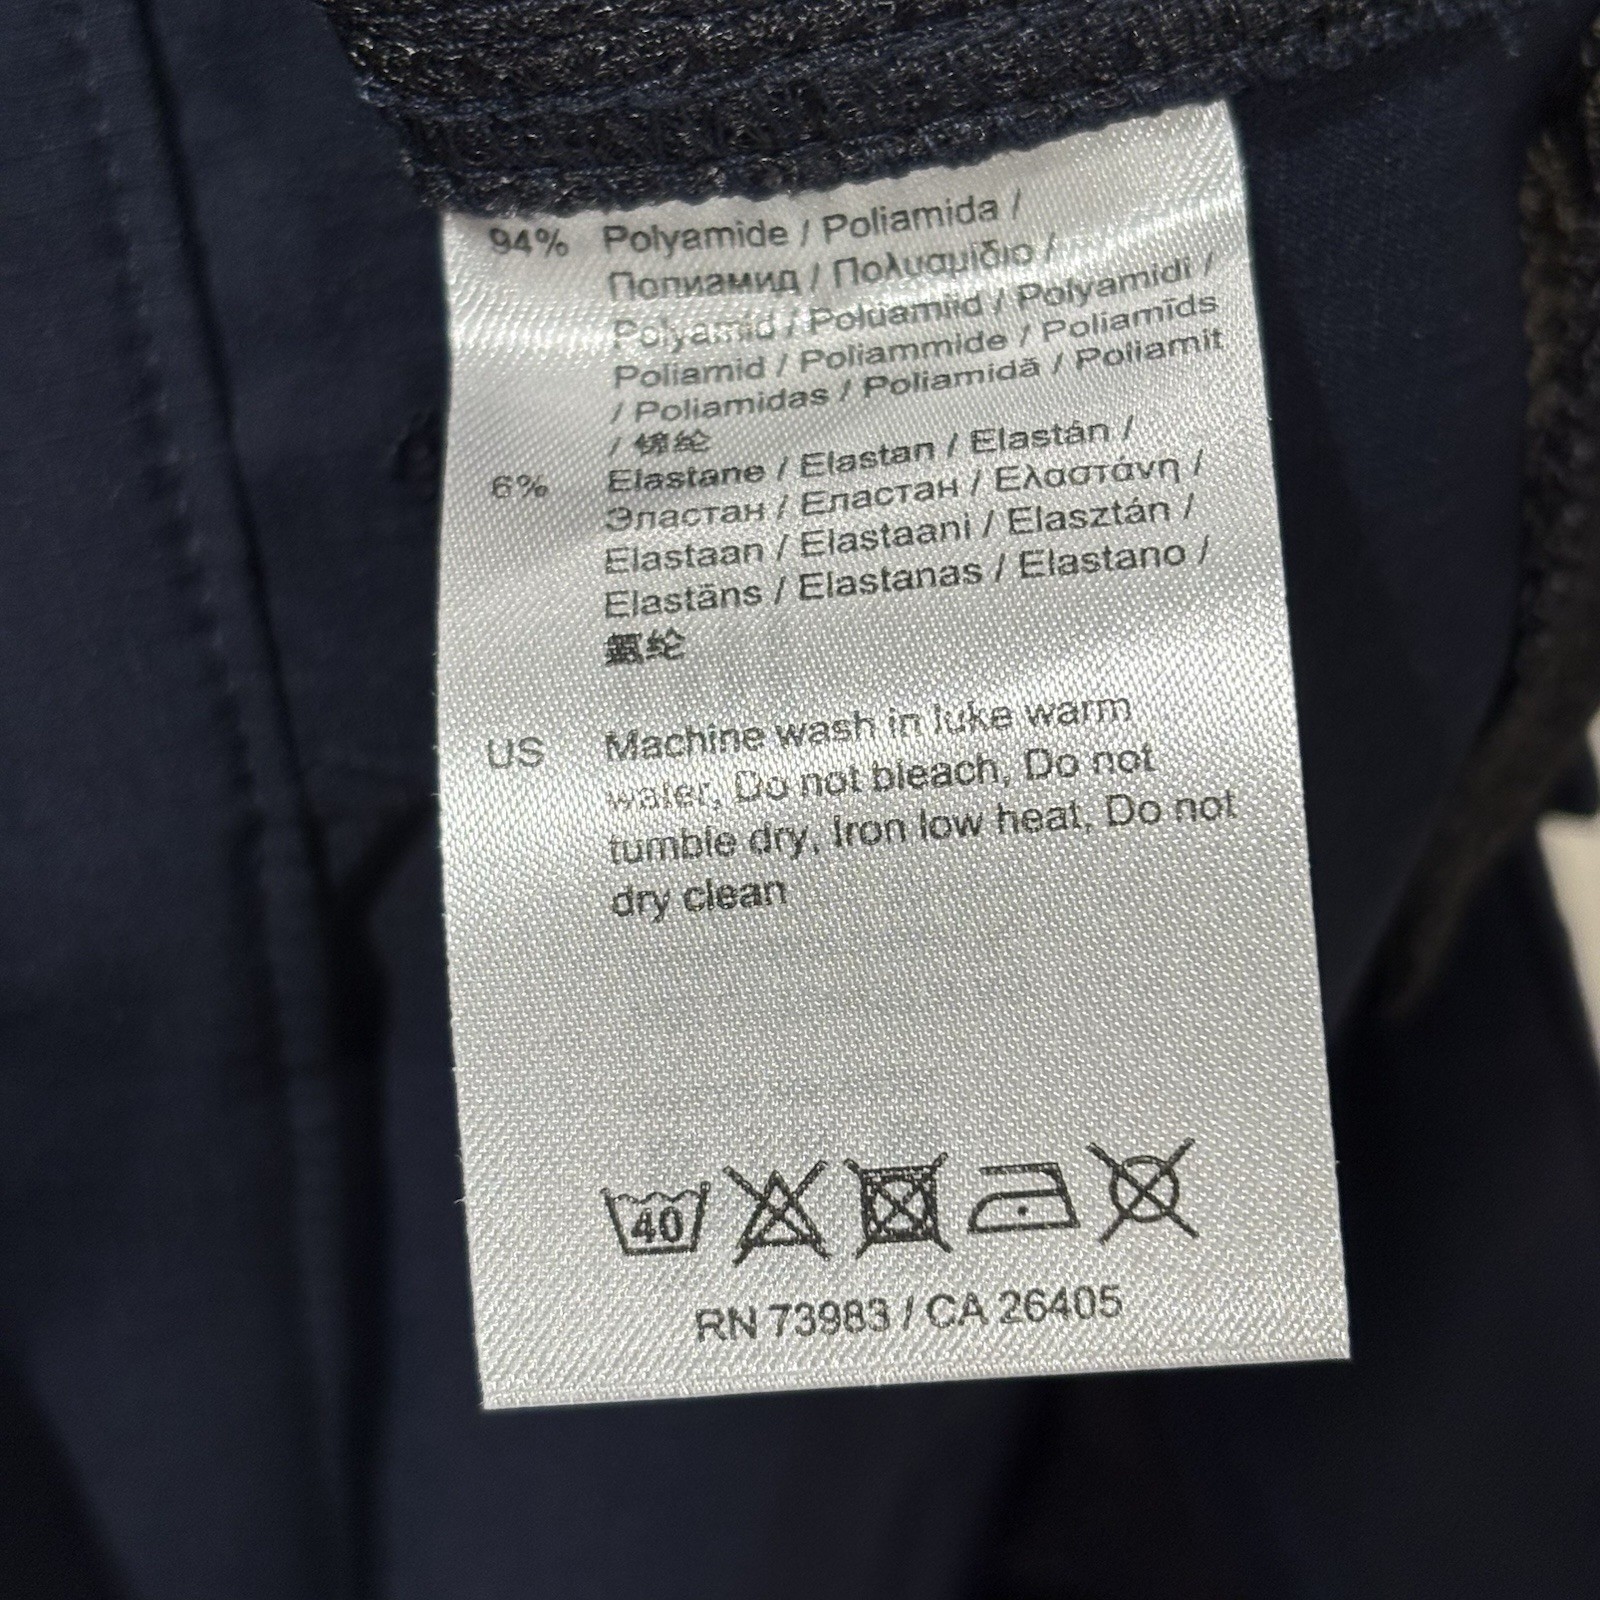 94% Polyamide / Poliamida /
Полиамид / Πολυαμίδιο /
Polyamid / Polüamiid / Polyamidi /
Poliamid / Poliammide / Poliamīds
/ Poliamidas / Poliamidă / Poliamit
/ 锦纶
6% Elastane / Elastan / Elastán /
Эластан / Еластан / Ελαστάνη /
Elastaan / Elastaani / Elasztán /
Elastāns / Elastanas / Elastano /
氨纶
US Machine wash in luke warm
water, Do not bleach, Do not
tumble dry, Iron low heat, Do not
dry clean
40
RN 73983 / CA 26405